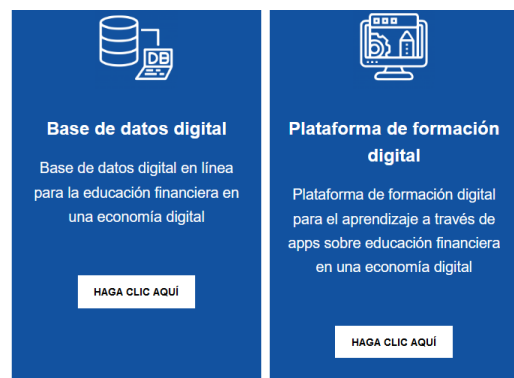 DB
Base de datos digital
Base de datos digital en línea
para la educación financiera en
una economía digital
HAGA CLIC AQUÍ
Plataforma de formación
digital
Plataforma de formación digital
para el aprendizaje a través de
apps sobre educación financiera
en una economía digital
HAGA CLIC AQUÍ